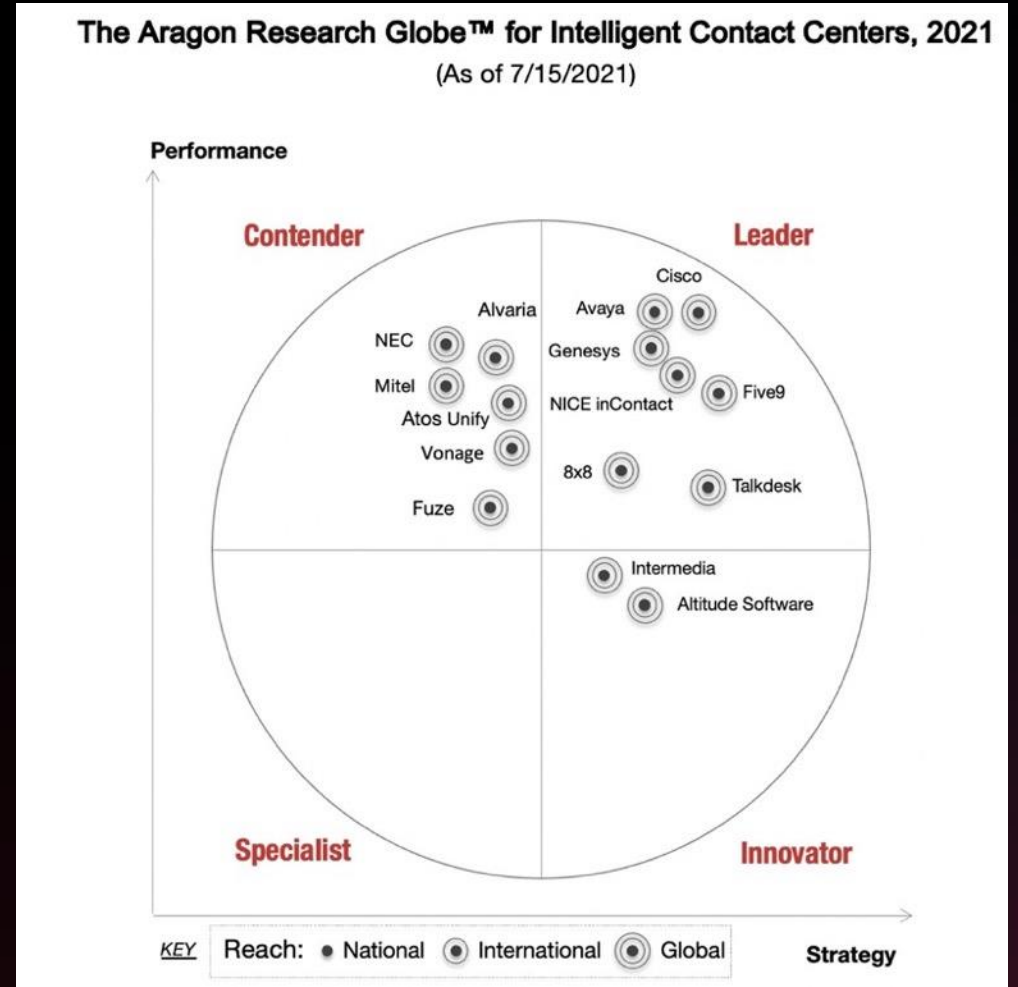 The Aragon Research Globe™ for Intelligent Contact Centers, 2021
(As of 7/15/2021)
Performance
Contender
Leader
Cisco
Alvaria
Avaya
NEC
Genesys
Mitel
Five9
NICE inContact
Atos Unify
Vonage
8x8
Talkdesk
Fuze
Intermedia
Altitude Software
Specialist
Innovator
KEY Reach: National International Global
Strategy